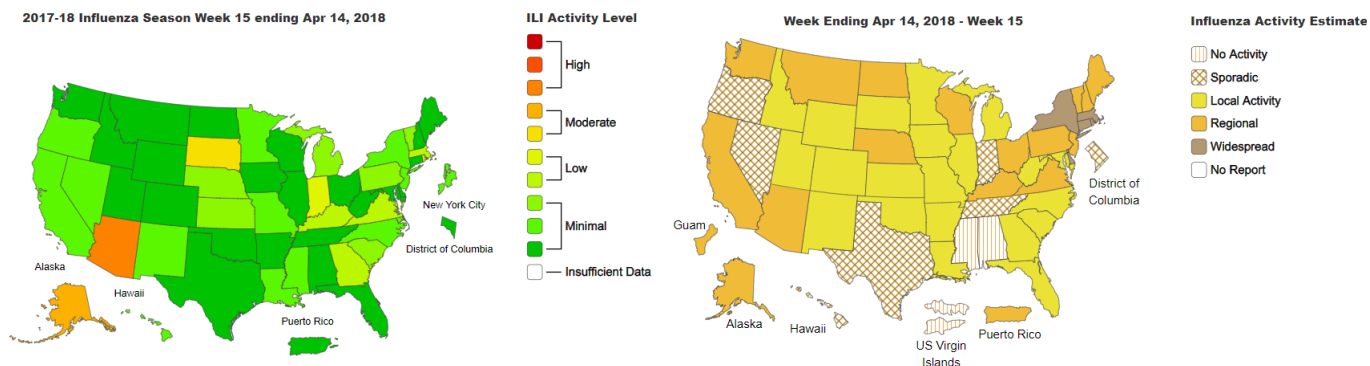 2017-18 Influenza Season Week 15 ending Apr 14, 2018
ILI Activity Level
High
Moderate
Low
Minimal
Insufficient Data
New York City
District of Columbia
Alaska
Hawaii
Puerto Rico
Week Ending Apr 14, 2018 - Week 15
Influenza Activity Estimate
No Activity
Sporadic
Local Activity
Regional
Widespread
No Report
District of
Columbia
Guam
Alaska
Hawaii
US Virgin
Islands
Puerto Rico